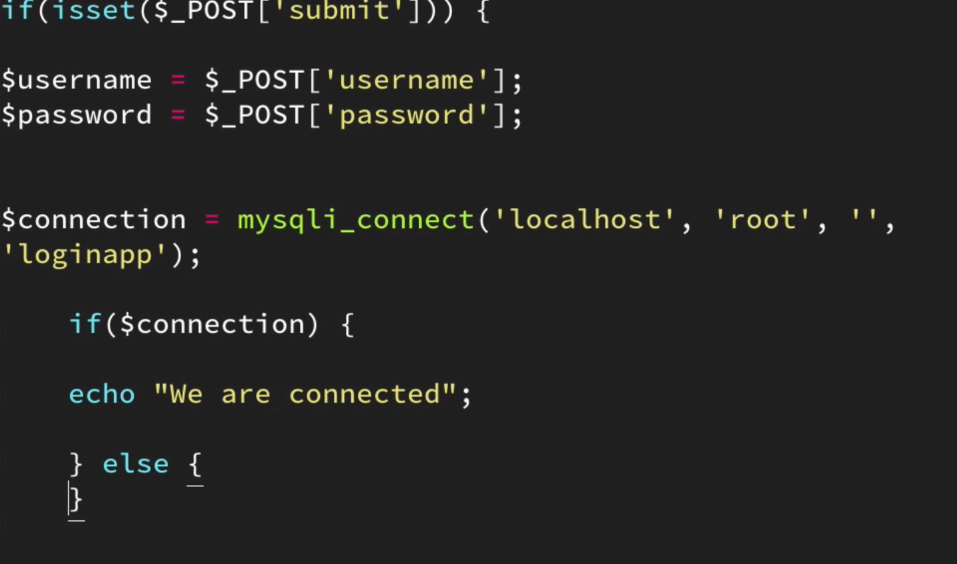 if(isset($_POST['submit'])) {
$username = $_POST['username'];
$password = $_POST['password'];
$connection = mysqli_connect('localhost', 'root', '',
'loginapp');
if($connection) {
echo "We are connected";
} else {
}